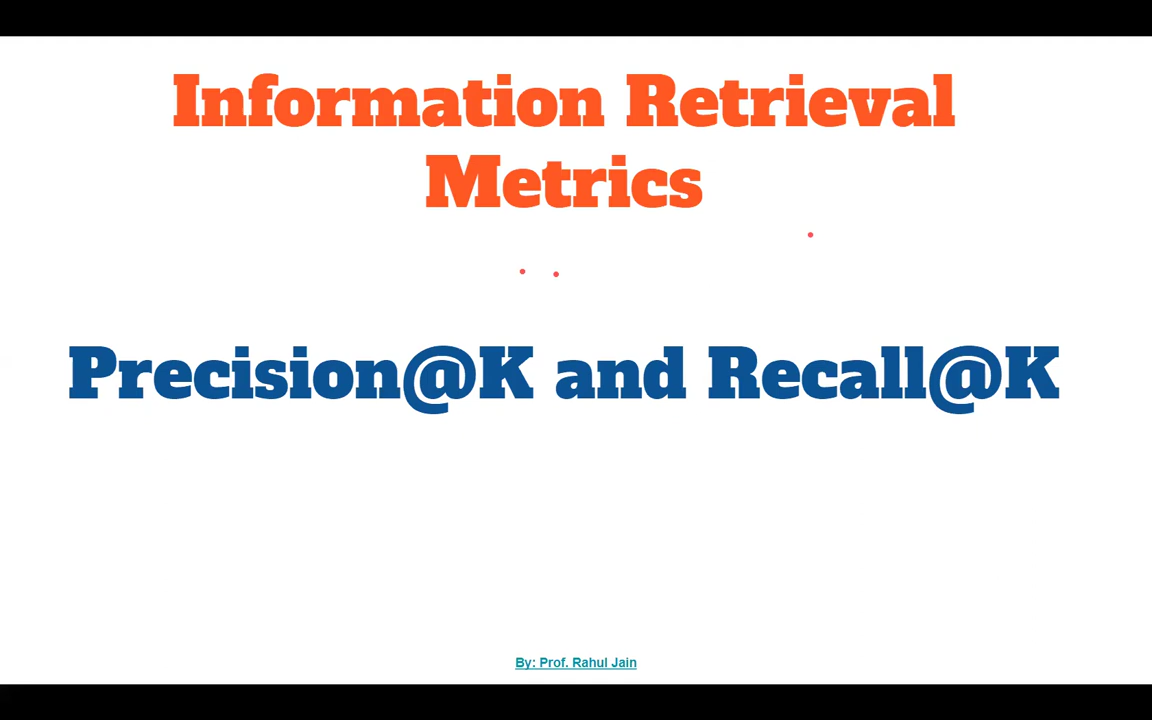 Information Retrieval
Metrics
Precision@K and Recall@K
By: Prof. Rahul Jain